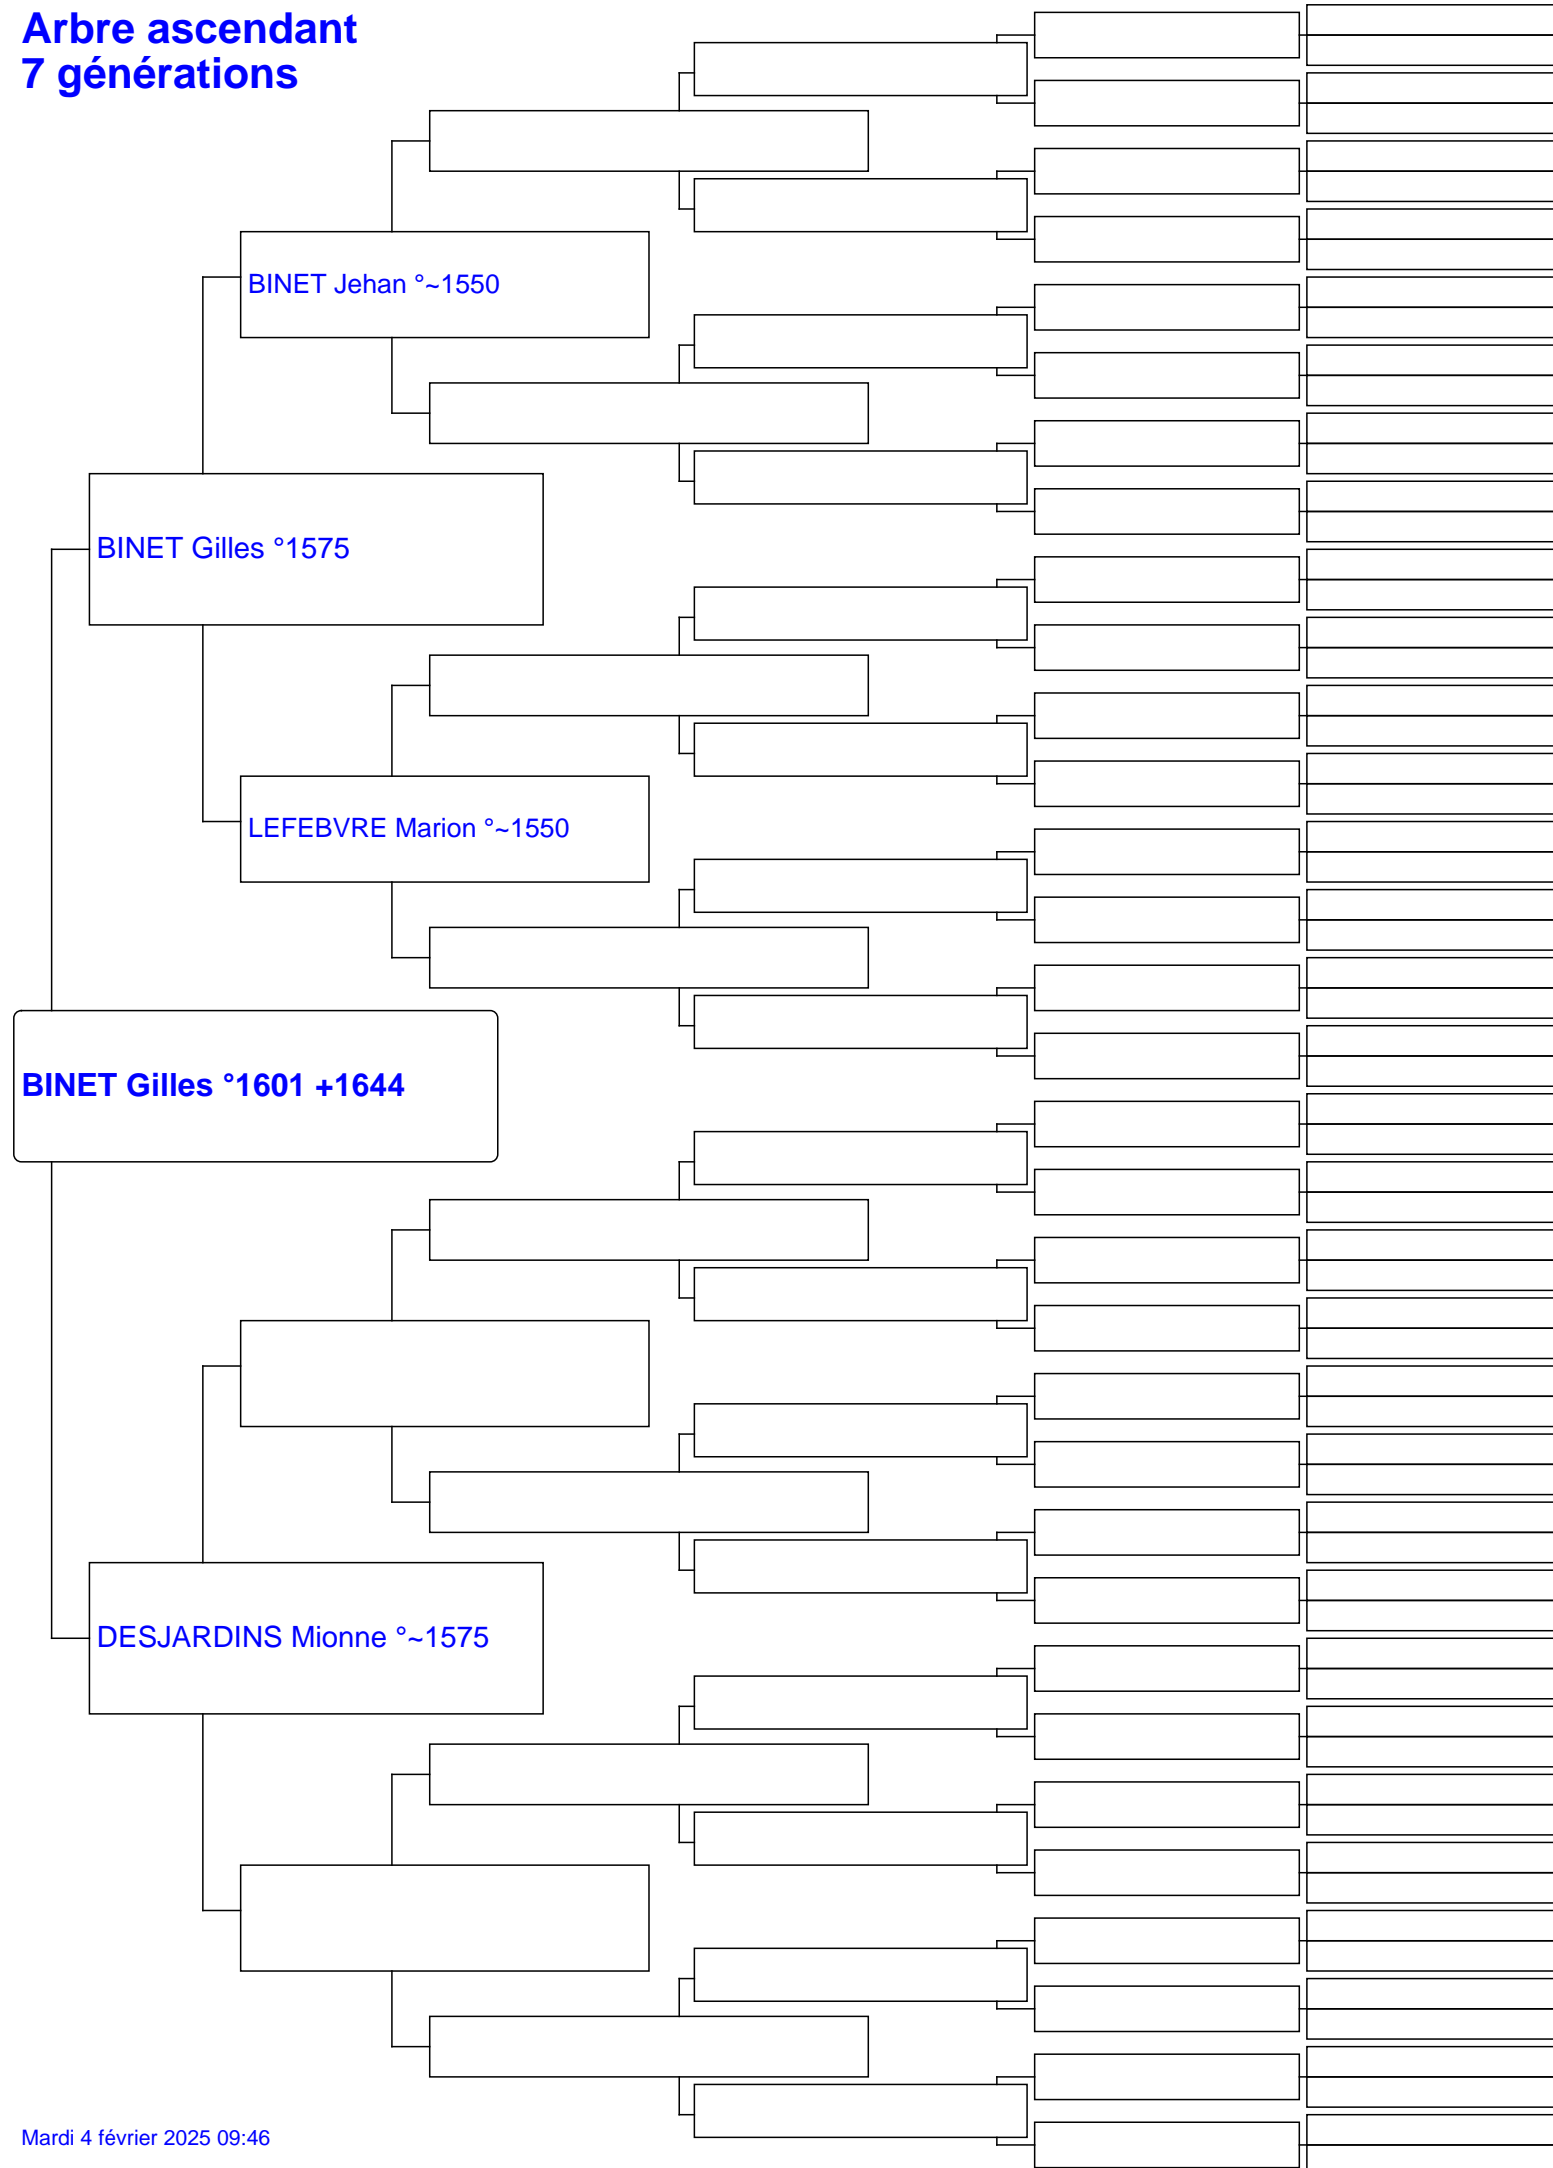 Arbre ascendant
7 générations
BINET Jehan °~1550
BINET Gilles °1575
LEFEBVRE Marion °~1550
BINET Gilles °1601 +1644
DESJARDINS Mionne °~1575
Mardi 4 février 2025 09:46